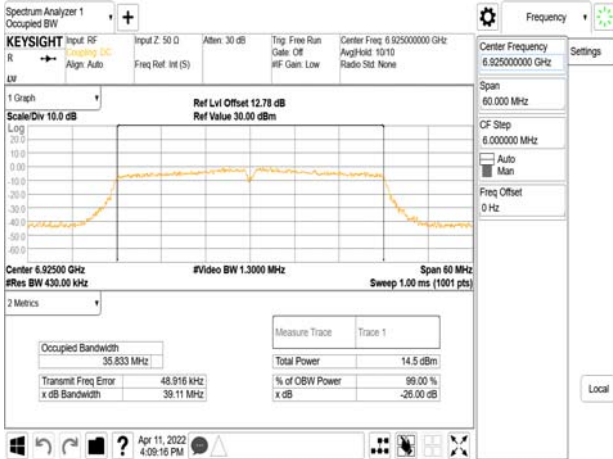 Spectrum Analyzer 1
Occupied BW
Frequency
KEYSIGHT Input: RF Input Z: 50 Ω Atten: 30 dB Trig: Free Run Center Freq: 6.925000000 GHz
R Coupling: DC Gate: Off Avg|Hold: 10/10
Align: Auto Freq Ref: Int (S) #IF Gain: Low Radio Std: None
LXI
Center Frequency
6.925000000 GHz
Settings
Span
60.000 MHz
CF Step
6.000000 MHz
Auto
Man
Freq Offset
0 Hz
Local
1 Graph
Ref Lvl Offset 12.78 dB
Scale/Div 10.0 dB Ref Value 30.00 dBm
Log
20.0
10.0
0.00
-10.0
-20.0
-30.0
-40.0
-50.0
-60.0
Center 6.92500 GHz #Video BW 1.3000 MHz Span 60 MHz
#Res BW 430.00 kHz Sweep 1.00 ms (1001 pts)
2 Metrics
Measure Trace Trace 1
Occupied Bandwidth
35.833 MHz Total Power 14.5 dBm
Transmit Freq Error 48.916 kHz % of OBW Power 99.00 %
x dB Bandwidth 39.11 MHz x dB -26.00 dB
?
Apr 11, 2022
4:09:16 PM